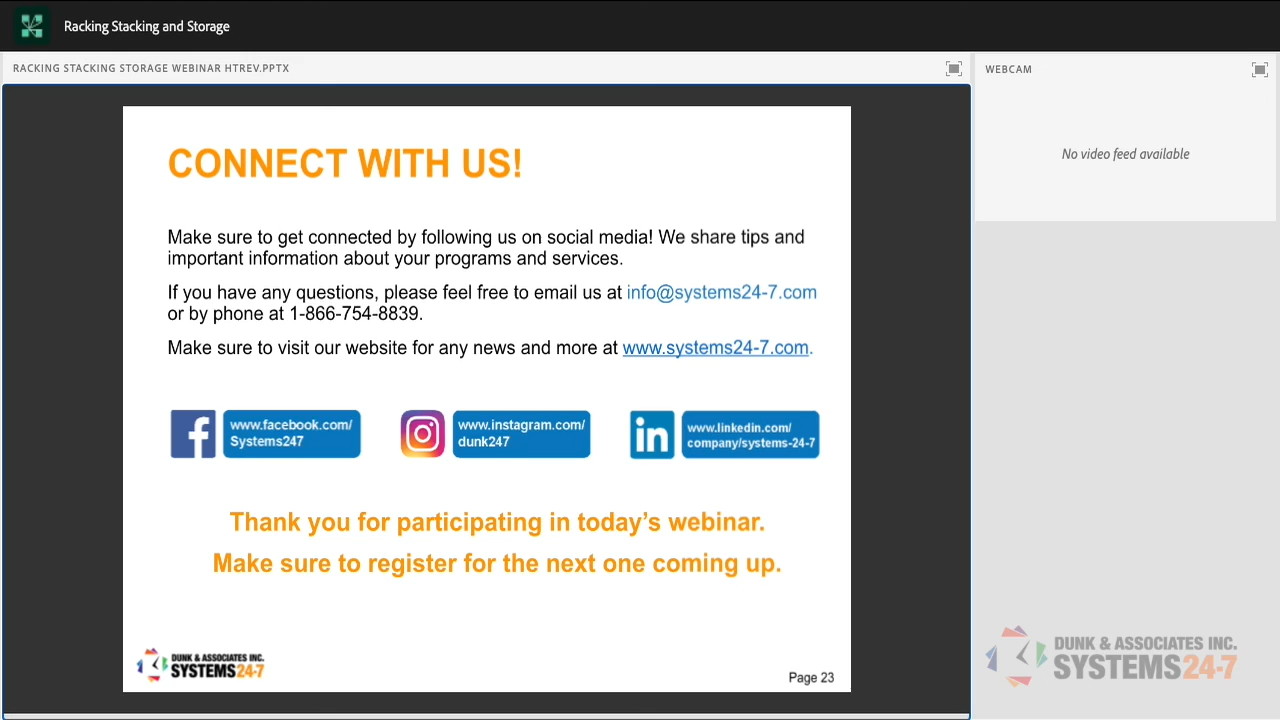 Racking Stacking and Storage
RACKING STACKING STORAGE WEBINAR HTREV.PPTX
WEBCAM
No video feed available
CONNECT WITH US!
Make sure to get connected by following us on social media! We share tips and
important information about your programs and services.
If you have any questions, please feel free to email us at info@systems24-7.com
or by phone at 1-866-754-8839.
Make sure to visit our website for any news and more at www.systems24-7.com.
www.facebook.com/
Systems247
www.instagram.com/
dunk247
www.linkedin.com/
company/systems-24-7
Thank you for participating in today’s webinar.
Make sure to register for the next one coming up.
DUNK & ASSOCIATES INC.
SYSTEMS 24-7
Page 23
DUNK & ASSOCIATES INC.
SYSTEMS24-7